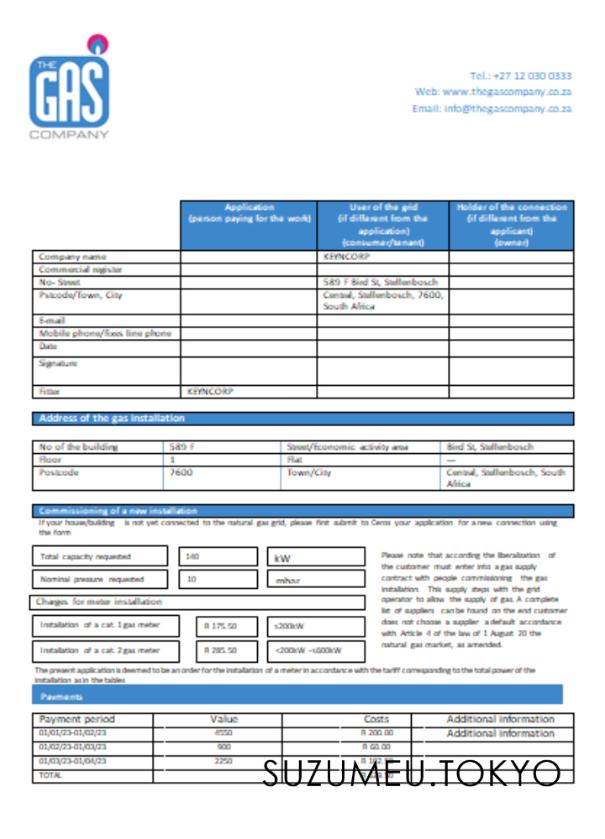 THE
GAS
COMPANY
Tel.: +27 12 030 0333
Web: www.thegascompany.co.za
Email: info@thegascompany.co.za
Application
(person paying for the work)
User of the grid
(if different from the
application)
(consumer/tenant)
Holder of the connection
(if different from the
applicant)
(owner)
Company name KEYNCORP
Commercial register
No- Street 589 F Bird St, Stellenbosch
Pstcode/Town, City Central, Stellenbosch, 7600,
South Africa
E-mail
Mobile phone/fixes line phone
Date
Signature
Fitter KEYNCORP
Address of the gas installation
No of the building 589 F Street/Economic activity area Bird St, Stellenbosch
Floor 1 Flat —
Postcode 7600 Town/City Central, Stellenbosch, South
Africa
Commissioning of a new installation
If your house/building is not yet connected to the natural gas grid, please first submit to Ceros your application for a new connection using
the form
Total capacity requested 140 kW
Nominal pressure requested 10 mbar
Charges for meter installation
Installation of a cat. 1 gas meter R 175.50 ≤200kW
Installation of a cat. 2 gas meter R 285.50 <200kW -≤600kW
Please note that according the liberalization of
the customer must enter into a gas supply
contract with people commissioning the gas
installation. This supply steps with the grid
operator to allow the supply of gas. A complete
list of suppliers can be found on the end customer
does not choose a supplier a default accordance
with Article 4 of the law of 1 August 20 the
natural gas market, as amended.
The present application is deemed to be an order for the installation of a meter in accordance with the tariff corresponding to the total power of the
installation as in the tables
Payments
Payment period Value Costs Additional information
01/01/23-01/02/23 4550 R 200.00 Additional information
01/02/23-01/03/23 900 R 60.00
01/03/23-01/04/23 2250
TOTAL
SUZUMEU.TOKYO